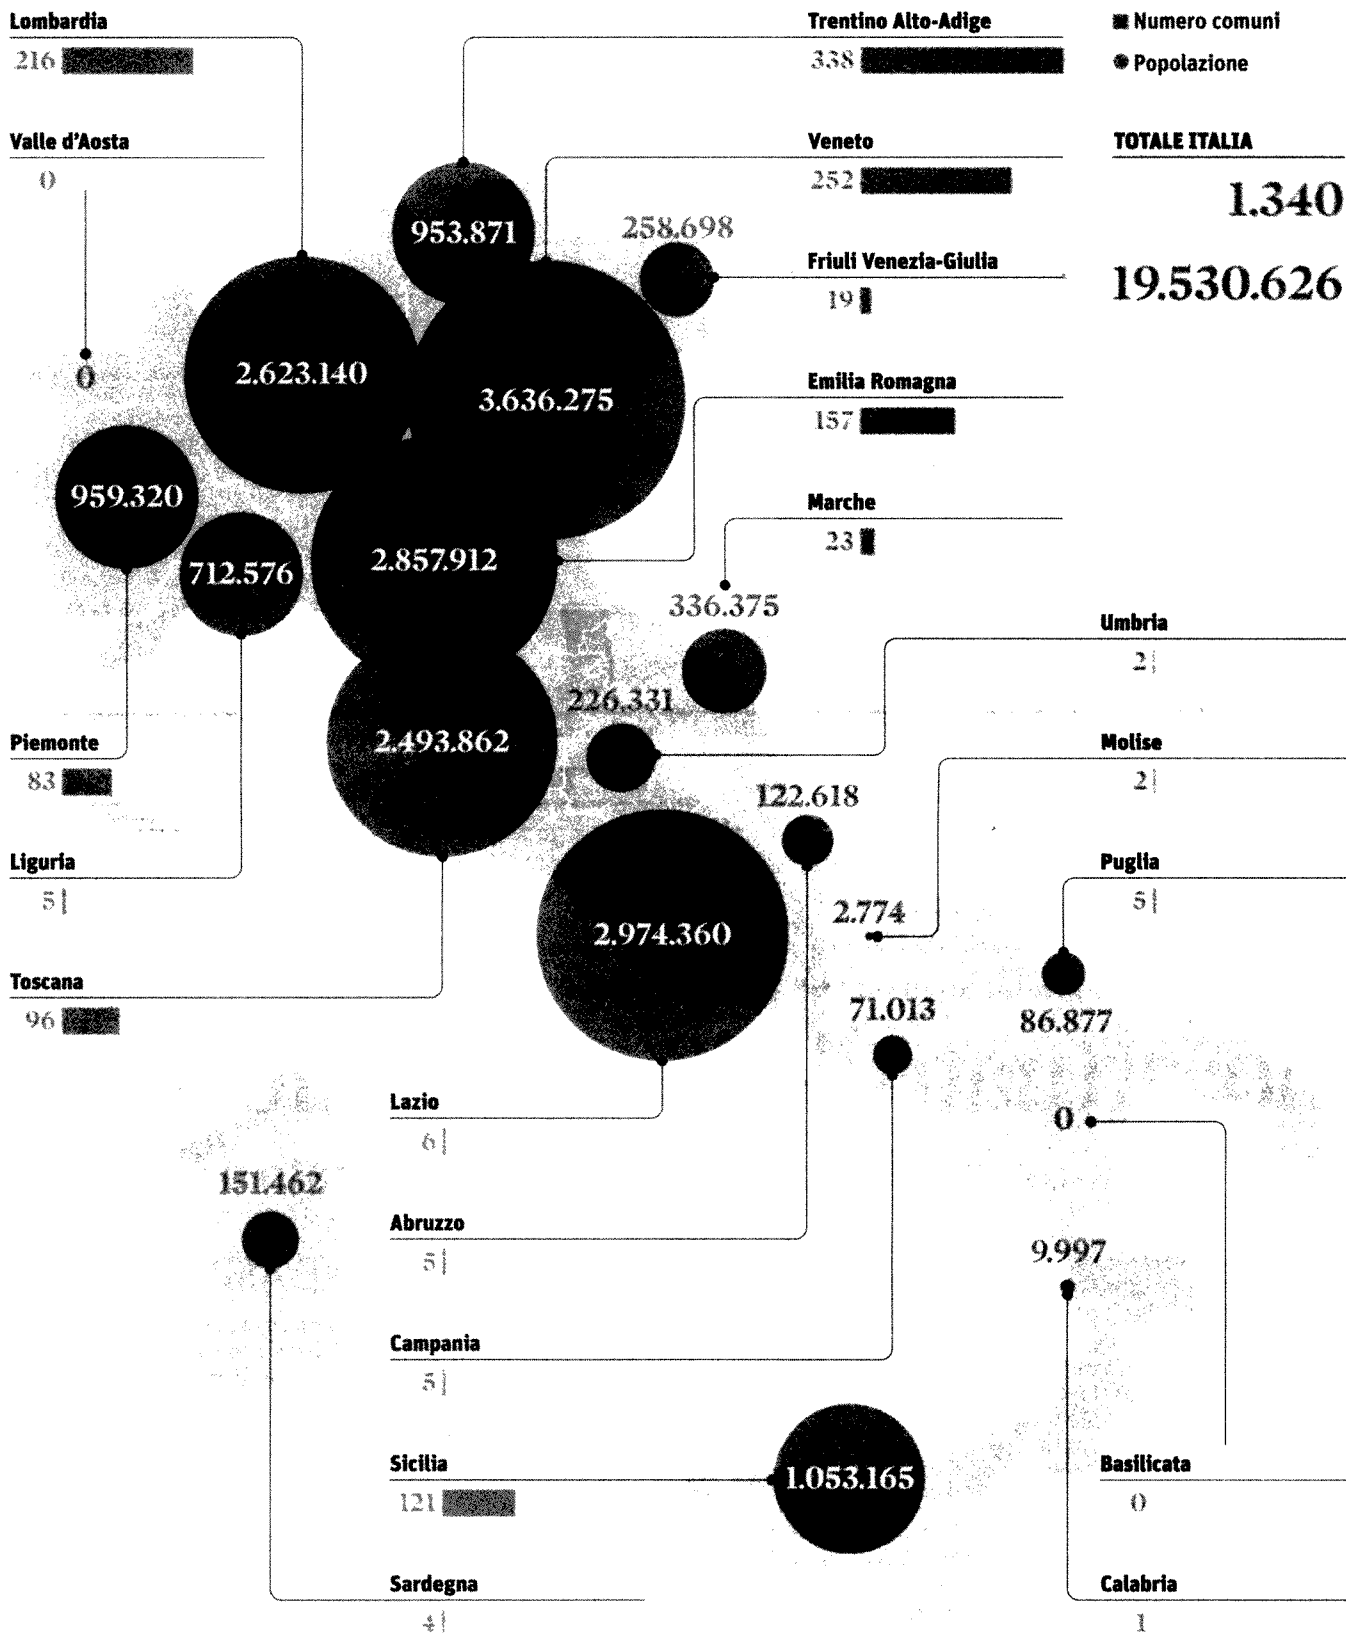 Lombardia
216
Trentino Alto-Adige
338
Numero comuni
Popolazione
Valle d'Aosta
0
Veneto
252
TOTALE ITALIA
1.340
19.530.626
953.871
258.698
Friuli Venezia-Giulia
19
0
2.623.140
3.636.275
Emilia Romagna
157
959.320
712.576
2.857.912
Marche
23
336.375
Umbria
2
226.331
2.493.862
Piemonte
83
Molise
2
122.618
Liguria
5
Puglia
5
2.974.360
2.774
Toscana
96
71.013
86.877
Lazio
6
0
151.462
Abruzzo
5
9.997
Campania
5
Sicilia
121
1.053.165
Basilicata
0
Sardegna
4
Calabria
1